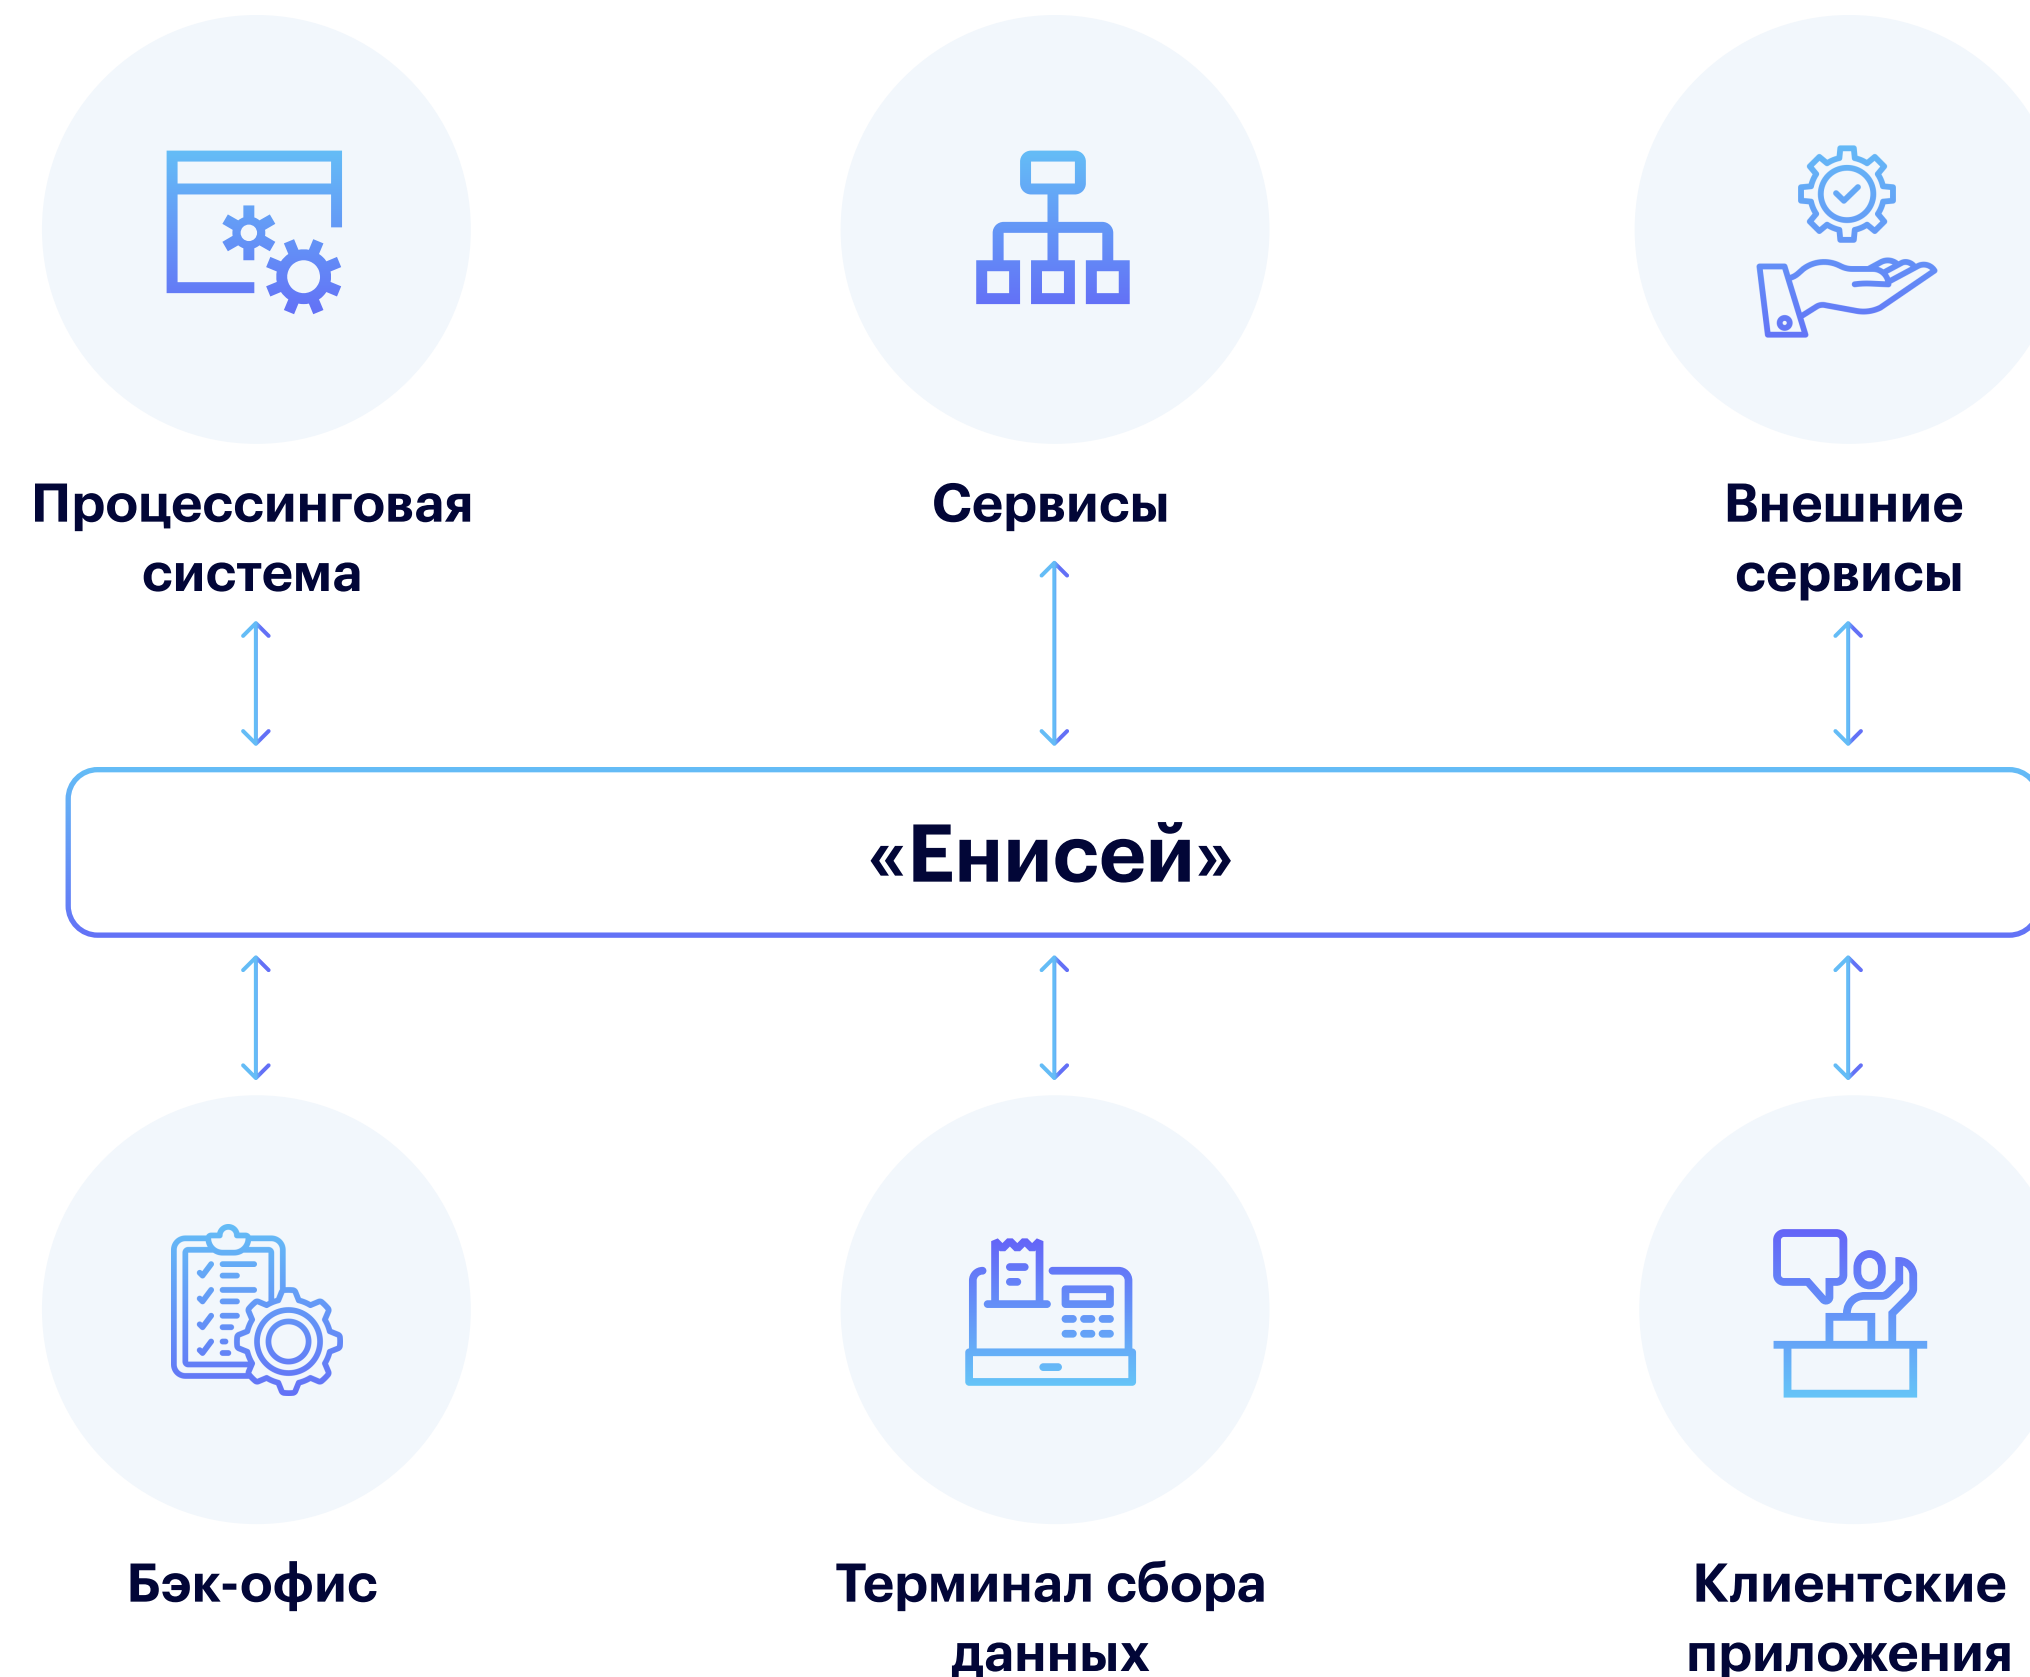 Процессинговая
система
Сервисы
Внешние
сервисы
«Енисей»
Бэк-офис
Терминал сбора
данных
Клиентские
приложения